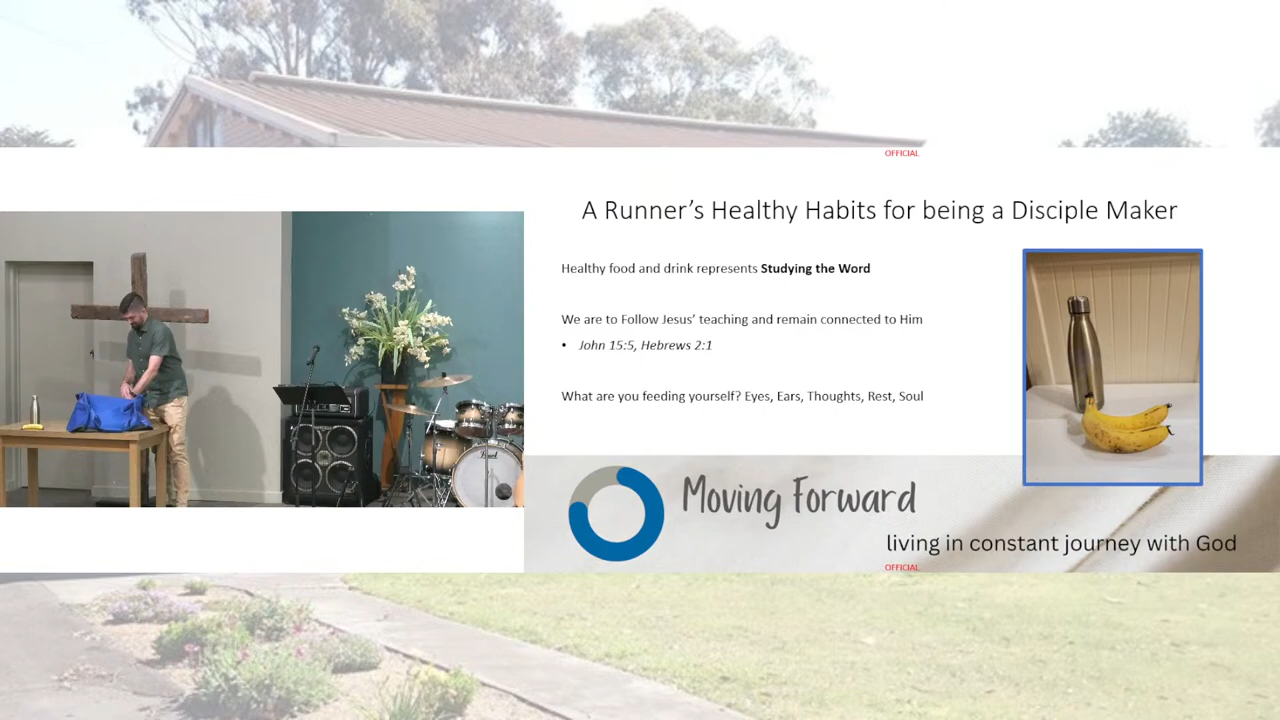 OFFICIAL
A Runner’s Healthy Habits for being a Disciple Maker
Healthy food and drink represents Studying the Word
We are to Follow Jesus’ teaching and remain connected to Him
• John 15:5, Hebrews 2:1
What are you feeding yourself? Eyes, Ears, Thoughts, Rest, Soul
Moving Forward
living in constant journey with God
OFFICIAL
Pearl